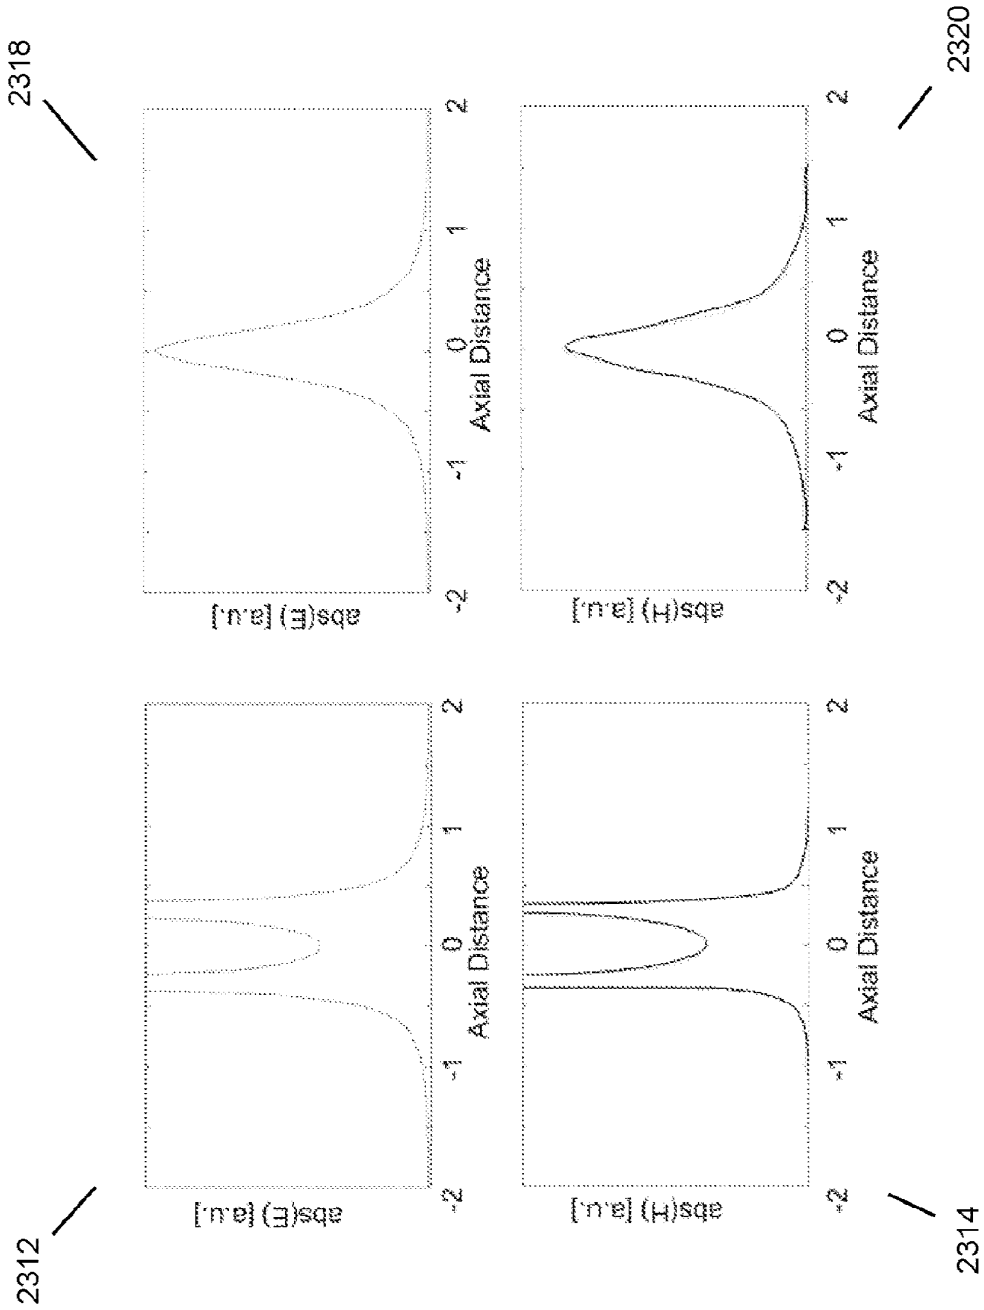 2312
2318
abs(E) [a.u.]
-2 -1 0 1 2
Axial Distance
abs(E) [a.u.]
-2 -1 0 1 2
Axial Distance
abs(H) [a.u.]
+2 +1 0 1 2
Axial Distance
abs(H) [a.u.]
+2 +1 0 1 2
Axial Distance
2314
2320